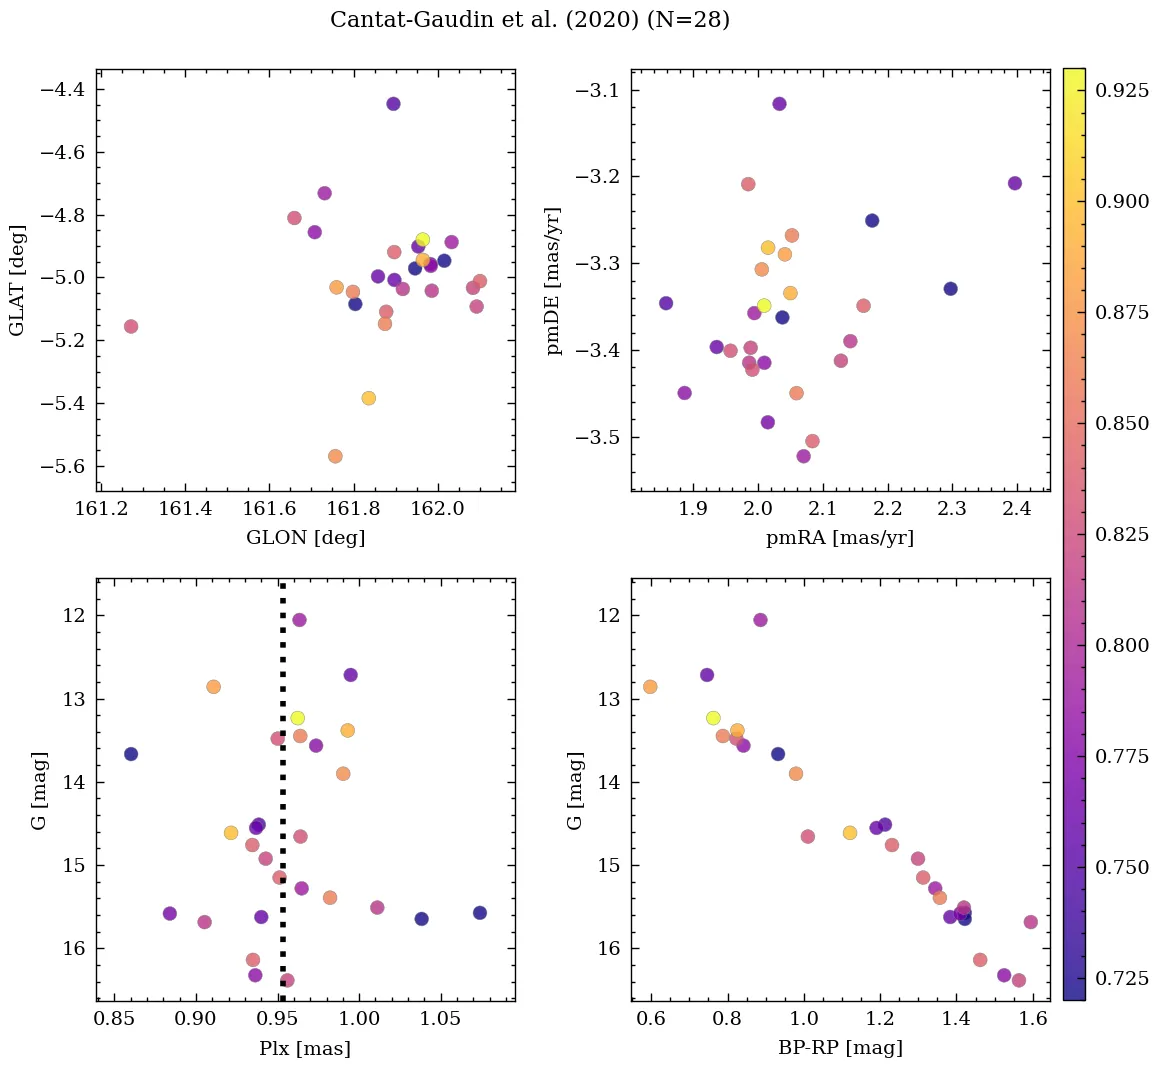 Cantat-Gaudin et al. (2020) (N=28)
−4.4
−4.6
−4.8
−5.0
−5.2
−5.4
−5.6
GLAT [deg]
161.2 161.4 161.6 161.8 162.0
GLON [deg]
−3.1
−3.2
−3.3
−3.4
−3.5
pmDE [mas/yr]
1.9 2.0 2.1 2.2 2.3 2.4
pmRA [mas/yr]
12
13
14
15
16
G [mag]
0.85 0.90 0.95 1.00 1.05
Plx [mas]
12
13
14
15
16
G [mag]
0.6 0.8 1.0 1.2 1.4 1.6
BP-RP [mag]
0.925
0.900
0.875
0.850
0.825
0.800
0.775
0.750
0.725